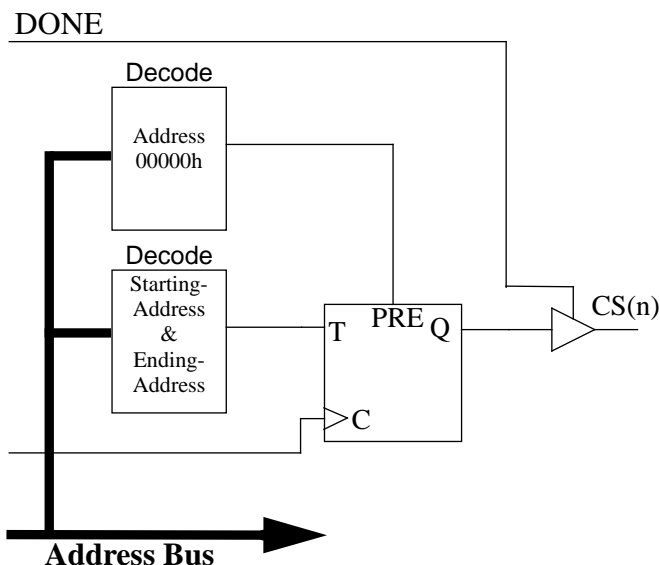 DONE
Decode
Address
00000h
Decode
Starting-
Address
&
Ending-
Address
T
PRE
Q
CS(n)
C
Address Bus